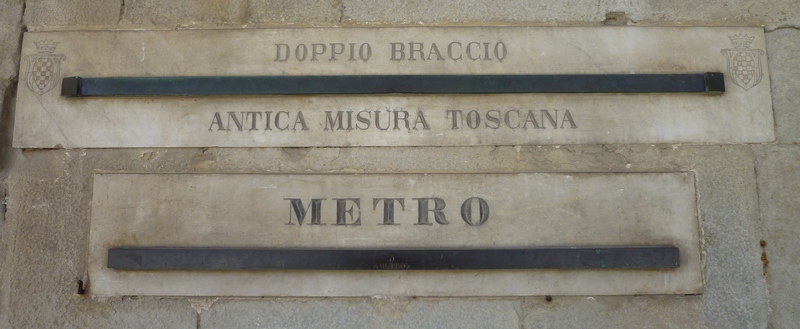 DOPPIO BRACCIO
ANTICA MISURA TOSCANA
METRO